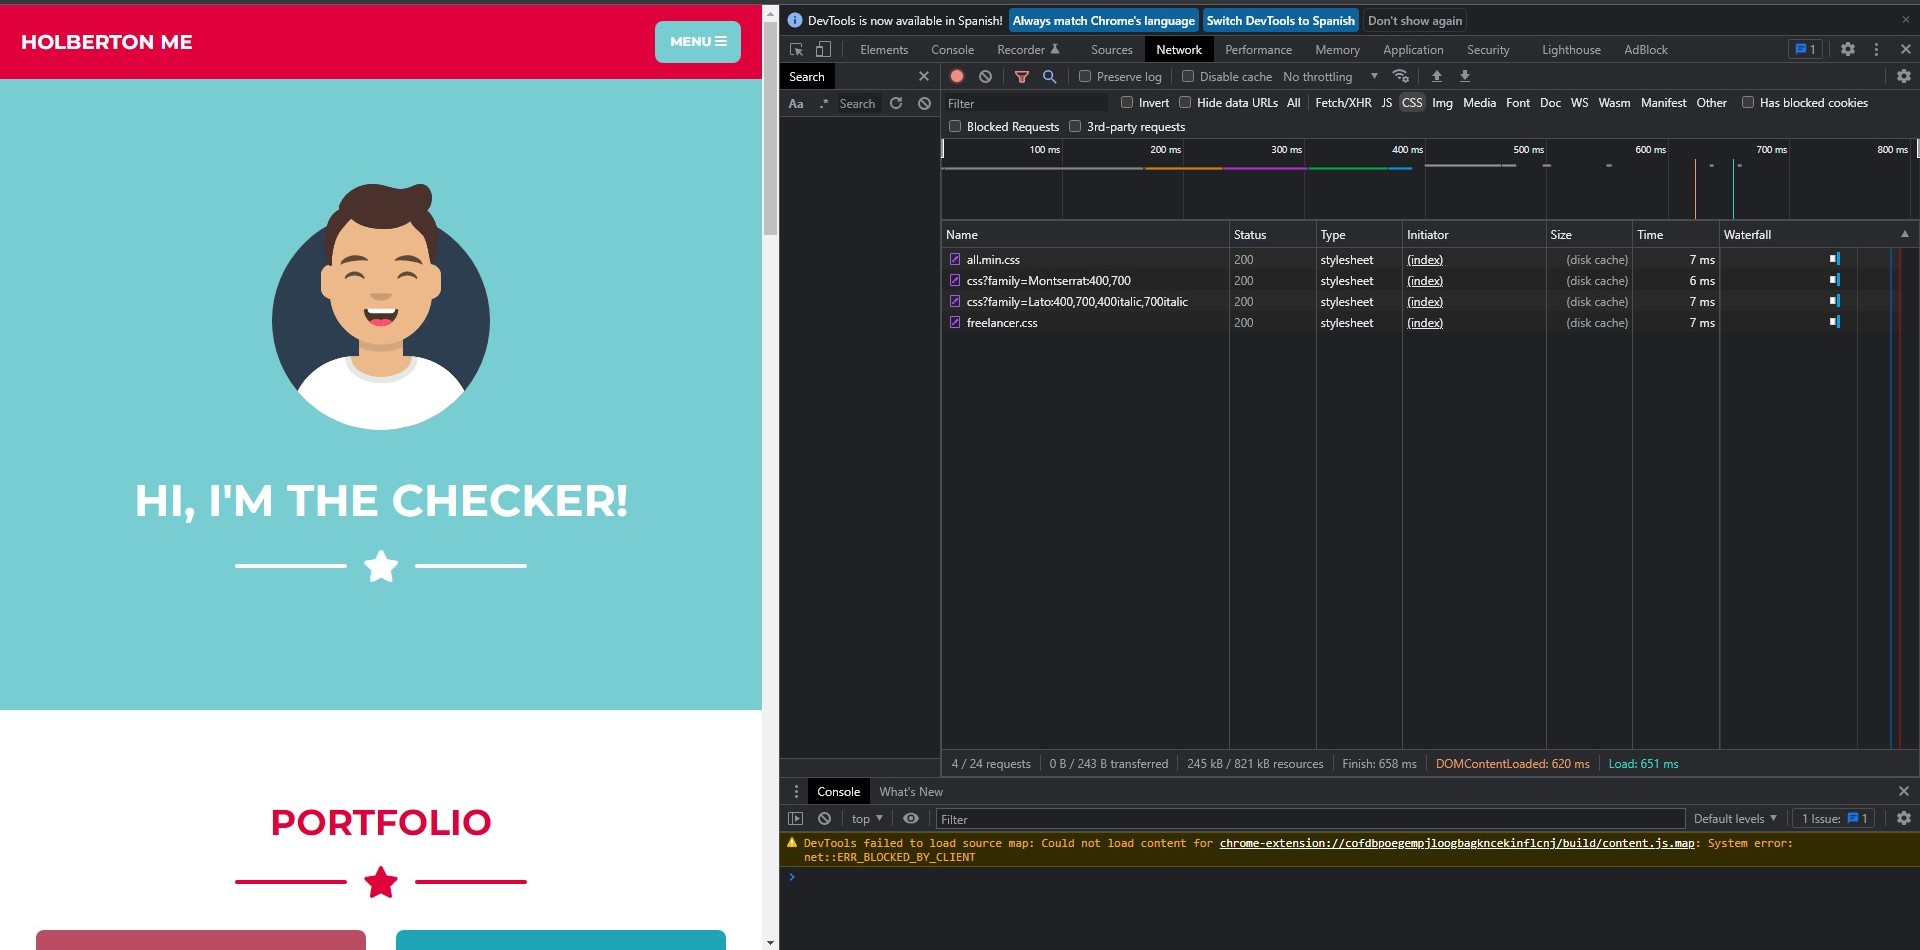 HOLBERTON ME
MENU
HI, I'M THE CHECKER!
PORTFOLIO
DevTools is now available in Spanish! Always match Chrome's language Switch DevTools to Spanish Don't show again
Elements Console Recorder Sources Network Performance Memory Application Security Lighthouse AdBlock 1
Search
Aa .* Search
Preserve log Disable cache No throttling
Filter Invert Hide data URLs All Fetch/XHR JS CSS Img Media Font Doc WS Wasm Manifest Other Has blocked cookies
Blocked Requests 3rd-party requests
100 ms 200 ms 300 ms 400 ms 500 ms 600 ms 700 ms 800 ms
Name Status Type Initiator Size Time Waterfall
all.min.css 200 stylesheet (index) (disk cache) 7 ms
css?family=Montserrat:400,700 200 stylesheet (index) (disk cache) 6 ms
css?family=Lato:400,700,400italic,700italic 200 stylesheet (index) (disk cache) 7 ms
freelancer.css 200 stylesheet (index) (disk cache) 7 ms
4 / 24 requests 0 B / 243 B transferred 245 kB / 821 kB resources Finish: 658 ms DOMContentLoaded: 620 ms Load: 651 ms
Console What's New
top Filter Default levels 1 Issue: 1
DevTools failed to load source map: Could not load content for chrome-extension://cofdbpoegempjloogbagkncekinflcnj/build/content.js.map: System error:
net::ERR_BLOCKED_BY_CLIENT